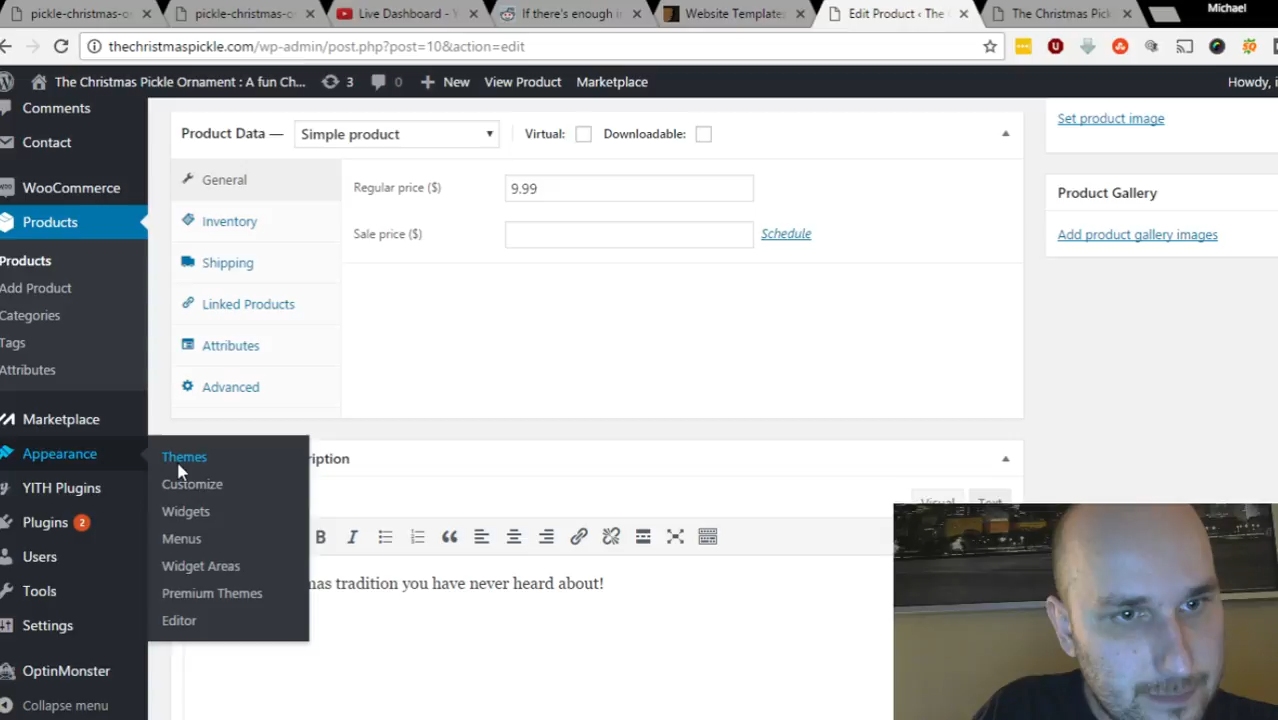 pickle-christmas-o
pickle-christmas-o
Live Dashboard - Y
If there's enough in
Website Template
Edit Product ‹ The
The Christmas Pick
Michael
thechristmaspickle.com/wp-admin/post.php?post=10&action=edit
The Christmas Pickle Ornament : A fun Ch... 3 0 New View Product Marketplace Howdy, i
Comments
Contact
WooCommerce
Products
Products
Add Product
Categories
Tags
Attributes
Marketplace
Appearance
YITH Plugins
Plugins 2
Users
Tools
Settings
OptinMonster
Collapse menu
Themes
Customize
Widgets
Menus
Widget Areas
Premium Themes
Editor
Product Data — Simple product Virtual: Downloadable:
General
Inventory
Shipping
Linked Products
Attributes
Advanced
Regular price ($) 9.99
Sale price ($) Schedule
ription
Visual Text
B I
mas tradition you have never heard about!
Set product image
Product Gallery
Add product gallery images